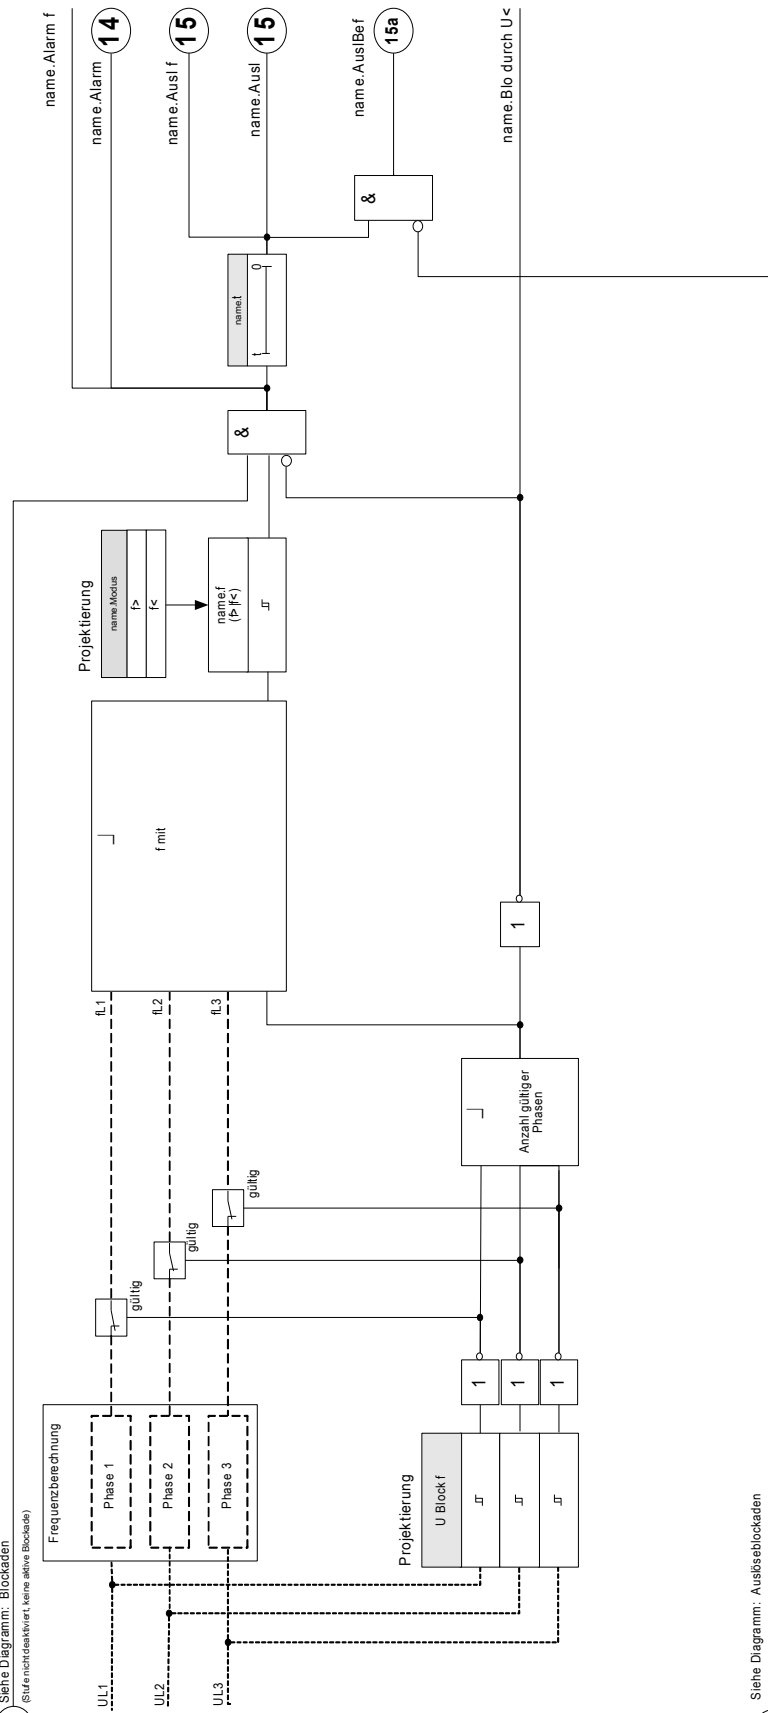 Siehe Diagramm: Blockaden
(Stufe nicht deaktiviert, keine aktive Blockade)
UL1
UL2
UL3
Frequenzberechnung
Phase 1
Phase 2
Phase 3
Projektierung
U Block f
1
1
1
gültig
gültig
gültig
Anzahl gültiger
Phasen
fL1
fL2
fL3
1
f mit
Projektierung
name.Modus
f>
f<
name.f
(f> |f<)
&
name.t
t
0
&
name.Alarm f
name.Alarm
14
name.Ausl f
15
name.Ausl
15
name.AuslBef
15a
name.Blo durch U<
Siehe Diagramm: Auslöseblockaden